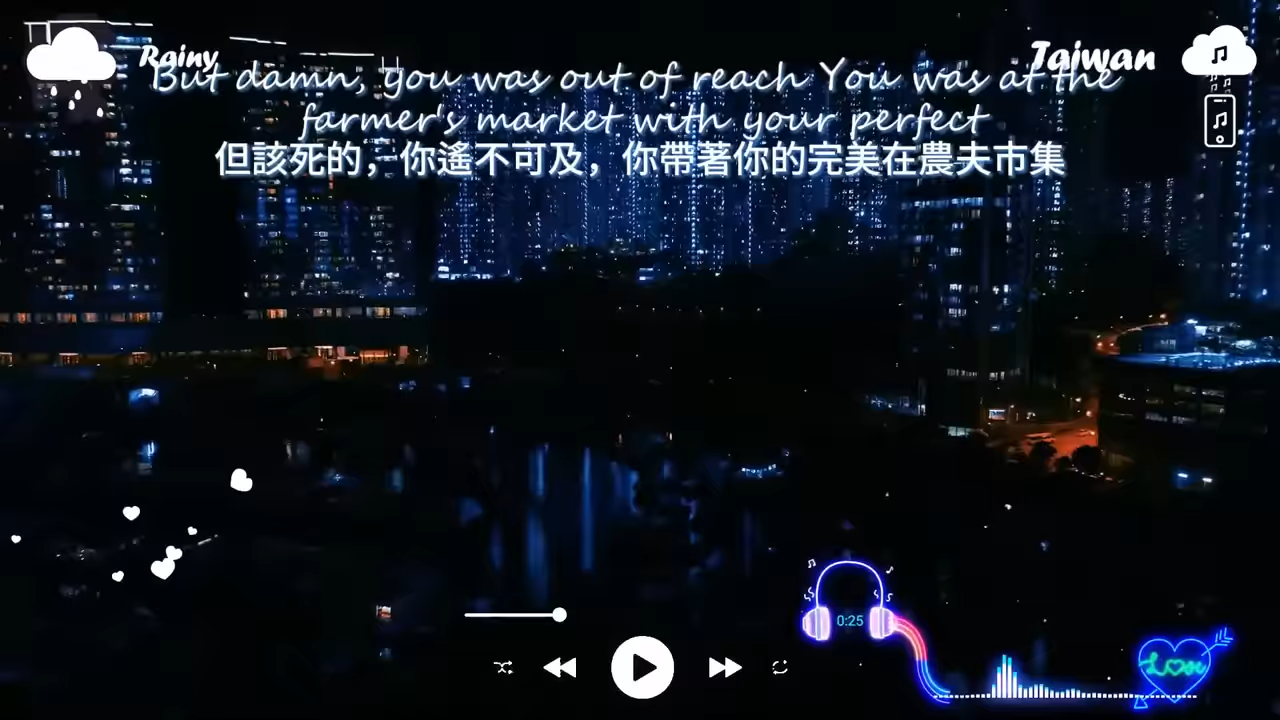 Rainy
Taiwan
But damn, you was out of reach You was at the
farmer's market with your perfect
但該死的，你遙不可及，你帶著你的完美在農夫市集
0:25
Love